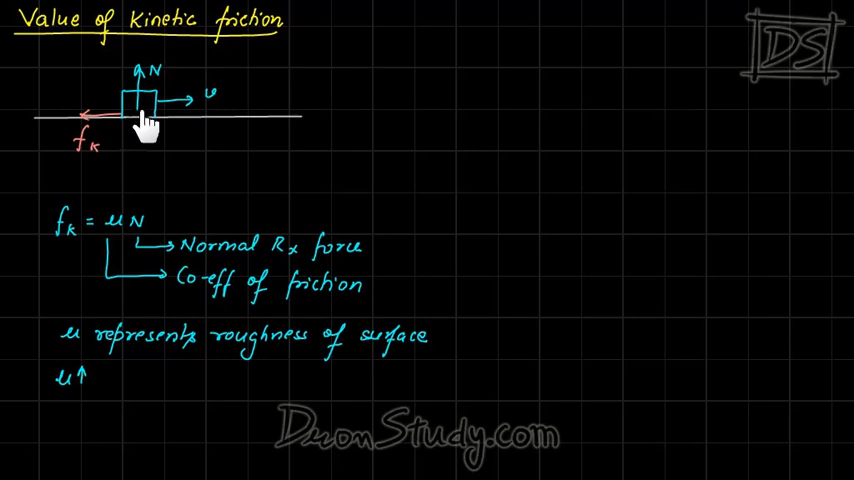 Value of Kinetic friction
DS
N
v
fK
fK = μ N
Normal Rx force
Co-eff of friction
μ represents roughness of surface
μ↑
DronStudy.com